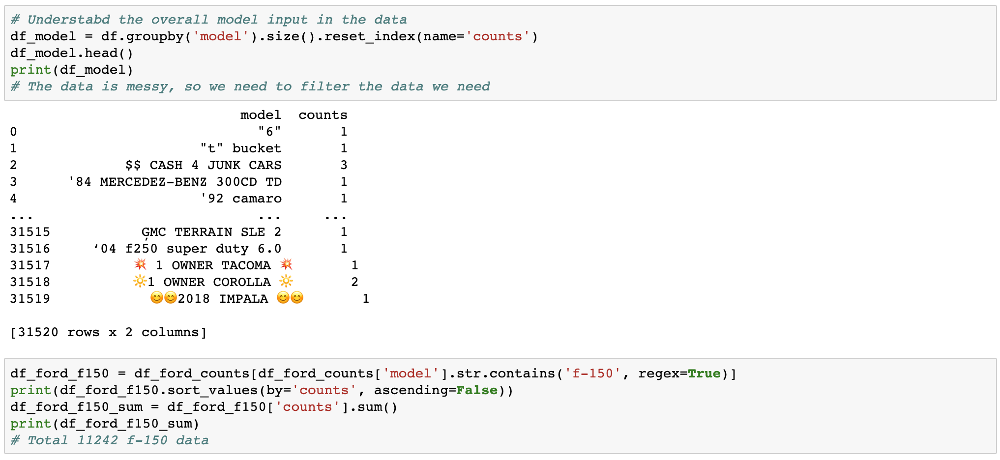 # Understabd the overall model input in the data
df_model = df.groupby('model').size().reset_index(name='counts')
df_model.head()
print(df_model)
# The data is messy, so we need to filter the data we need
model counts
0 "6" 1
1 "t" bucket 1
2 $$ CASH 4 JUNK CARS 3
3 '84 MERCEDEZ-BENZ 300CD TD 1
4 '92 camaro 1
... ... ...
31515 ĢMC TERRAIN SLE 2 1
31516 ‘04 f250 super duty 6.0 1
31517 💥 1 OWNER TACOMA 💥 1
31518 🔆1 OWNER COROLLA 🔆 2
31519 😊😊2018 IMPALA 😊😊 1
[31520 rows x 2 columns]
df_ford_f150 = df_ford_counts[df_ford_counts['model'].str.contains('f-150', regex=True)]
print(df_ford_f150.sort_values(by='counts', ascending=False))
df_ford_f150_sum = df_ford_f150['counts'].sum()
print(df_ford_f150_sum)
# Total 11242 f-150 data